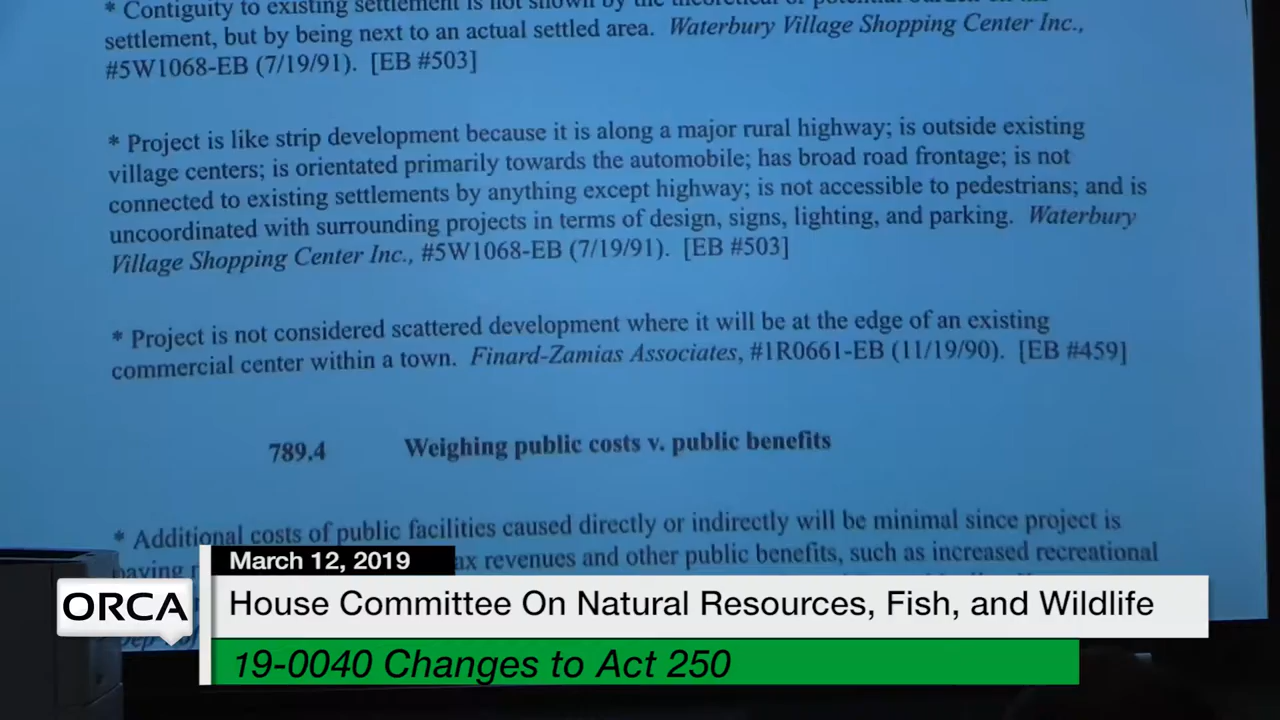 * Contiguity to existing settlement is not shown by the theoretical or potential burden on the
settlement, but by being next to an actual settled area. Waterbury Village Shopping Center Inc.,
#5W1068-EB (7/19/91). [EB #503]
* Project is like strip development because it is along a major rural highway; is outside existing
village centers; is orientated primarily towards the automobile; has broad road frontage; is not
connected to existing settlements by anything except highway; is not accessible to pedestrians; and is
uncoordinated with surrounding projects in terms of design, signs, lighting, and parking. Waterbury
Village Shopping Center Inc., #5W1068-EB (7/19/91). [EB #503]
* Project is not considered scattered development where it will be at the edge of an existing
commercial center within a town. Finard-Zamias Associates, #1R0661-EB (11/19/90). [EB #459]
789.4 Weighing public costs v. public benefits
* Additional costs of public facilities caused directly or indirectly will be minimal since project is
paying revenues and other public benefits, such as increased recreational
March 12, 2019
ORCA
House Committee On Natural Resources, Fish, and Wildlife
19-0040 Changes to Act 250